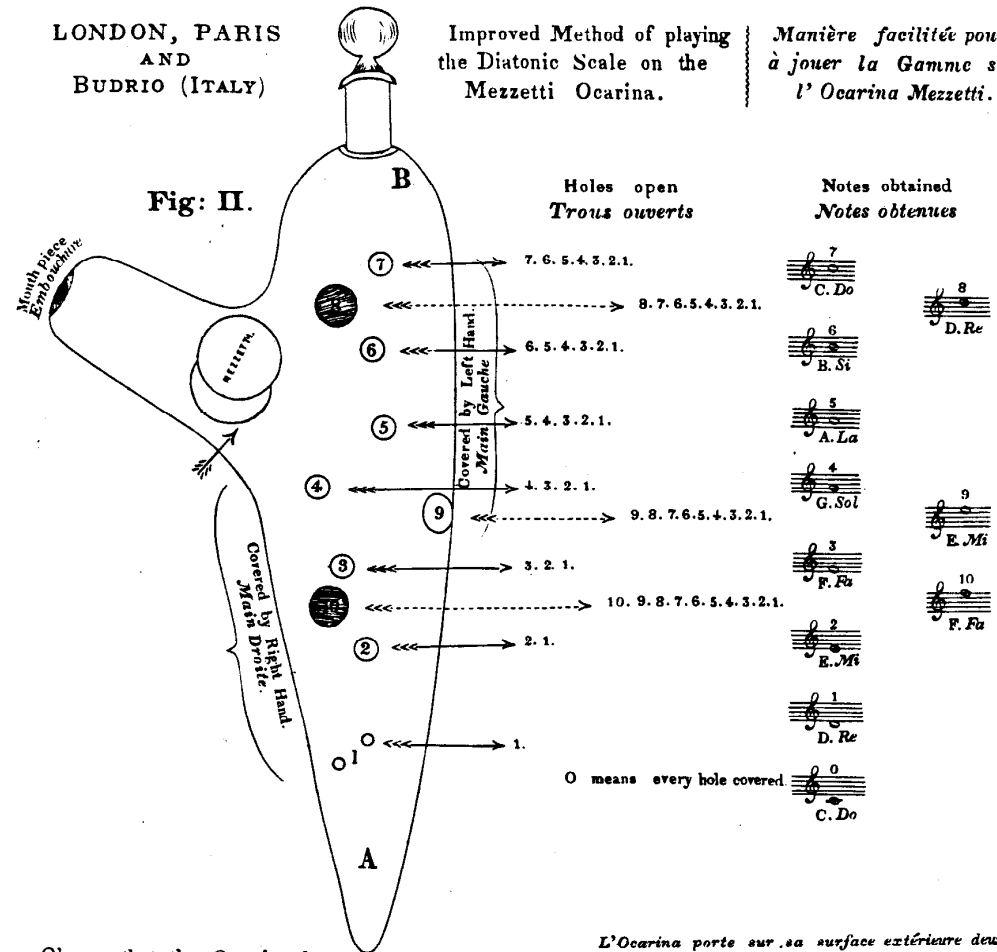 LONDON, PARIS
AND
BUDRIO (ITALY)
Improved Method of playing
the Diatonic Scale on the
Mezzetti Ocarina.
Manière facilitée pou
à jouer la Gamme s
l' Ocarina Mezzetti.
Fig: II.
B
Holes open
Trous ouverts
Notes obtained
Notes obtenues
Mouth piece
Embouchure
MEZZETTI.
7
7. 6. 5. 4. 3. 2. 1.
7
C. Do
8
8. 7. 6. 5. 4. 3. 2. 1.
8
D. Re
6
6. 5. 4. 3. 2. 1.
6
B. Si
Covered by Left Hand.
Main Gauche
5
5. 4. 3. 2. 1.
5
A. La
4
4. 3. 2. 1.
4
G. Sol
9
9. 8. 7. 6. 5. 4. 3. 2. 1.
9
E. Mi
3
3. 2. 1.
3
F. Fa
10
10. 9. 8. 7. 6. 5. 4. 3. 2. 1.
10
F. Fa
Covered by Right Hand.
Main Droite.
2
2. 1.
2
E. Mi
1
1.
1
D. Re
O means every hole covered.
0
C. Do
A
L'Ocarina porte sur sa surface extérieure deu